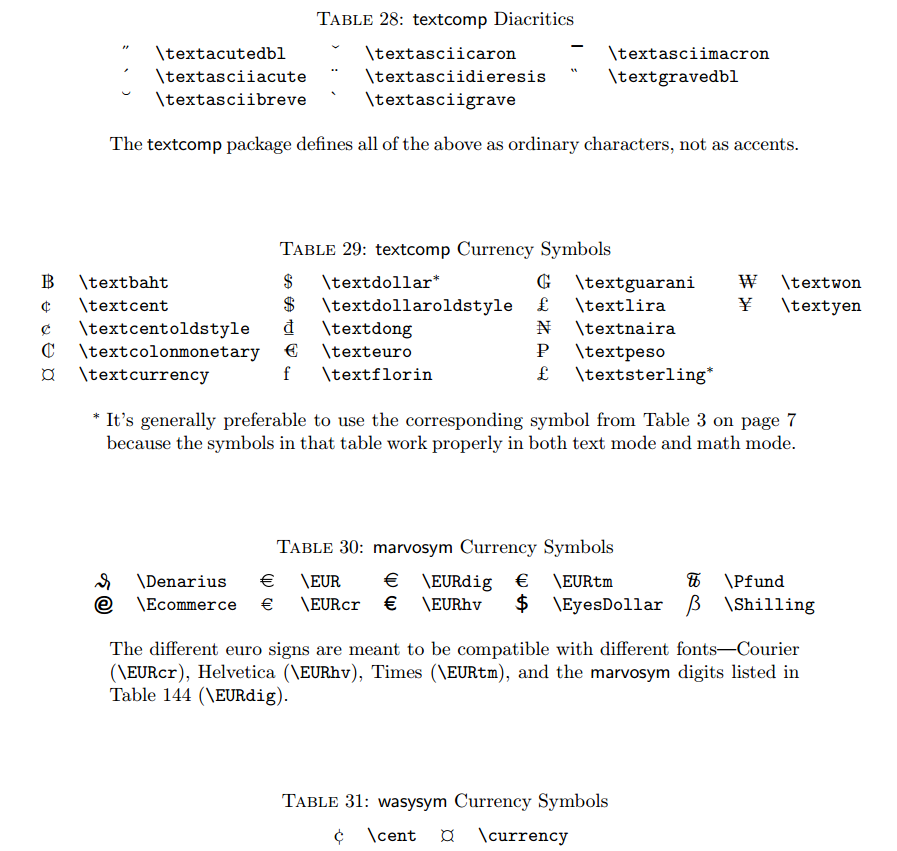 TABLE 28: textcomp Diacritics
˝ \textacutedbl ˇ \textasciicaron ¯ \textasciimacron
´ \textasciiacute ¨ \textasciidieresis ‶ \textgravedbl
˘ \textasciibreve ` \textasciigrave
The textcomp package defines all of the above as ordinary characters, not as accents.
TABLE 29: textcomp Currency Symbols
฿ \textbaht $ \textdollar* ₲ \textguarani ₩ \textwon
¢ \textcent $ \textdollaroldstyle £ \textlira ¥ \textyen
¢ \textcentoldstyle ₫ \textdong ₦ \textnaira
₡ \textcolonmonetary € \texteuro ₱ \textpeso
¤ \textcurrency f \textflorin £ \textsterling*
* It's generally preferable to use the corresponding symbol from Table 3 on page 7
because the symbols in that table work properly in both text mode and math mode.
TABLE 30: marvosym Currency Symbols
\Denarius € \EUR € \EURdig € \EURtm \Pfund
\Ecommerce € \EURcr € \EURhv $ \EyesDollar β \Shilling
The different euro signs are meant to be compatible with different fonts—Courier
(\EURcr), Helvetica (\EURhv), Times (\EURtm), and the marvosym digits listed in
Table 144 (\EURdig).
TABLE 31: wasysym Currency Symbols
¢ \cent ¤ \currency